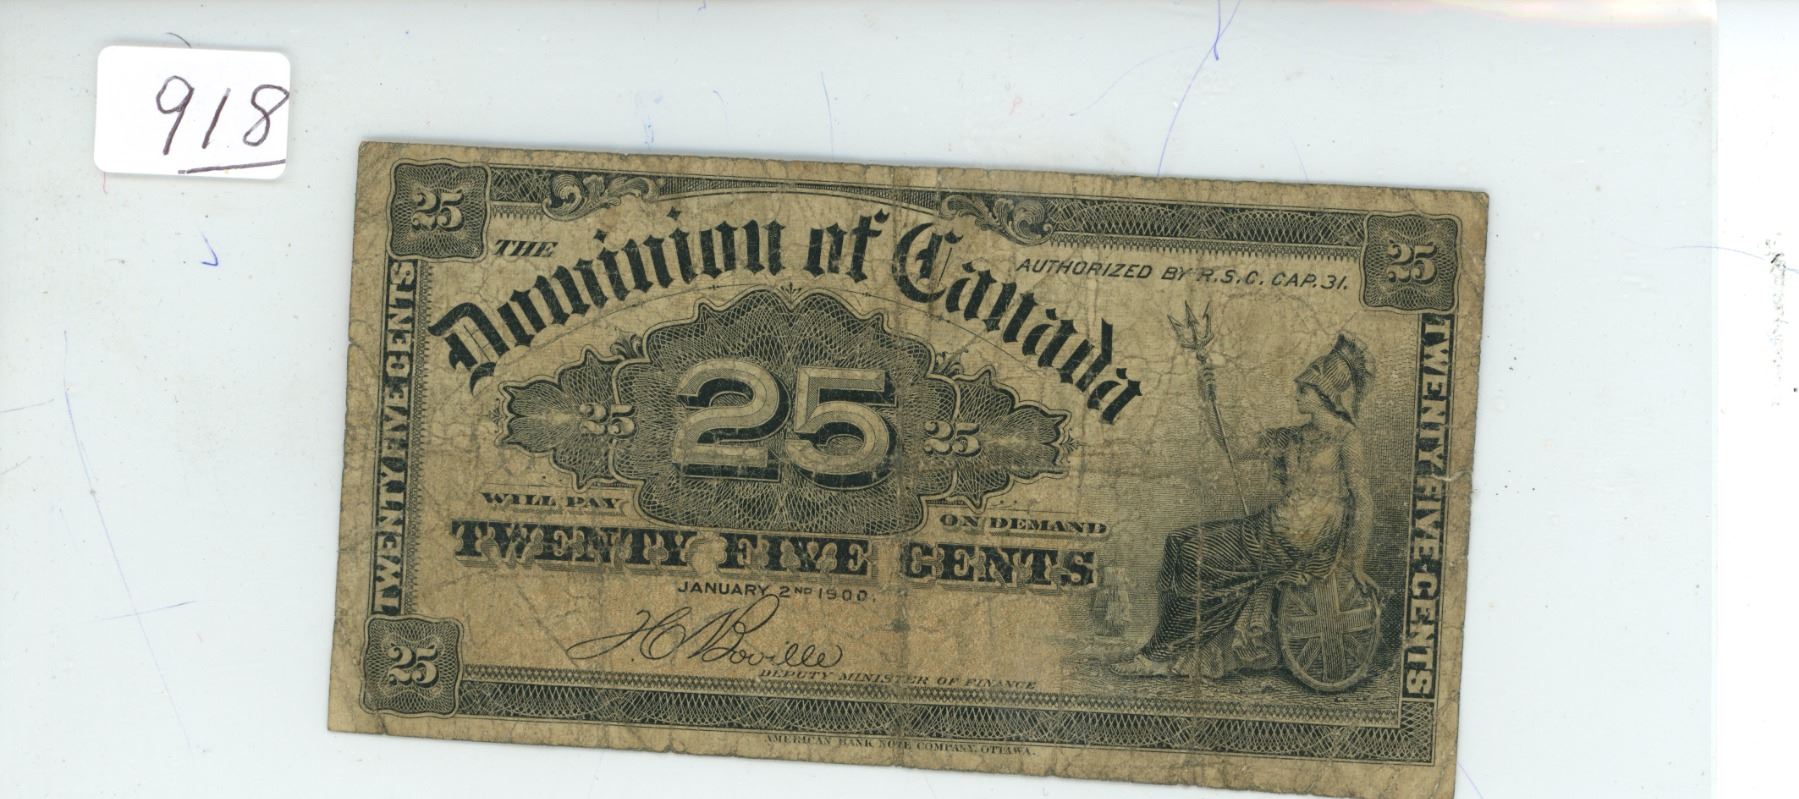 918
25
25
THE
Dominion of Canada
AUTHORIZED BY R.S.C. CAP. 31.
TWENTY FIVE CENTS
TWENTY FIVE CENTS
25
25
25
WILL PAY
ON DEMAND
TWENTY FIVE CENTS
JANUARY 2ND 1900.
H C Boville
DEPUTY MINISTER OF FINANCE
25
AMERICAN BANK NOTE COMPANY, OTTAWA.